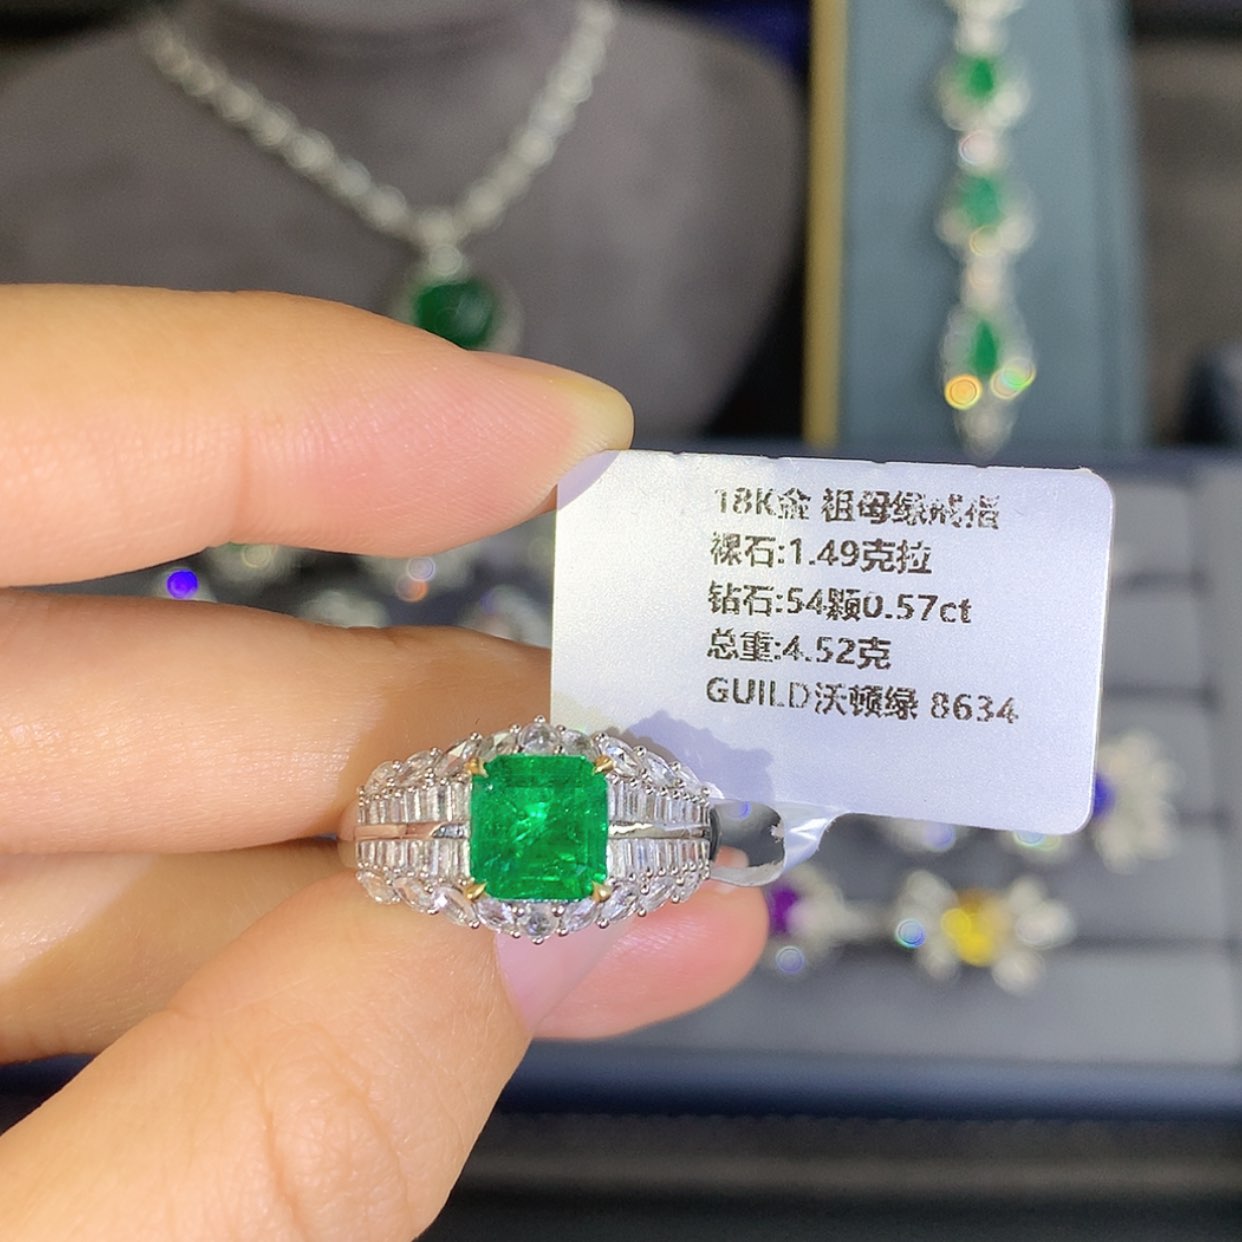 18K金 祖母绿戒指
裸石:1.49克拉
钻石:54颗0.57ct
总重:4.52克
GUILD沃顿绿 8634